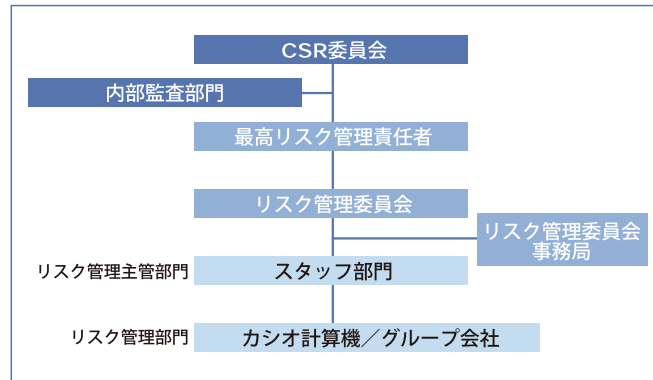 CSR委員会
内部監査部門
最高リスク管理責任者
リスク管理委員会
リスク管理委員会
事務局
リスク管理主管部門
スタッフ部門
リスク管理部門
カシオ計算機／グループ会社